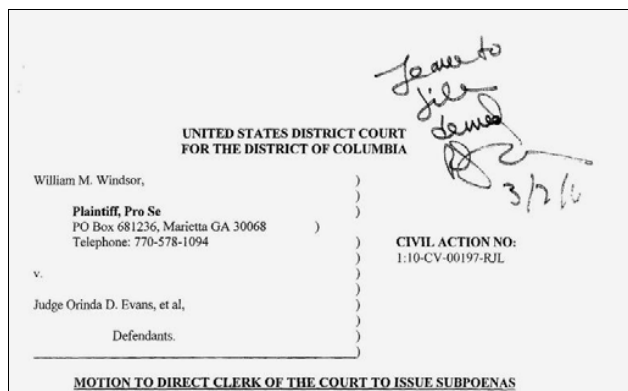 Leave to
file
denied
UNITED STATES DISTRICT COURT
FOR THE DISTRICT OF COLUMBIA
3/2/11
William M. Windsor,
Plaintiff, Pro Se
PO Box 681236, Marietta GA 30068
Telephone: 770-578-1094
CIVIL ACTION NO:
1:10-CV-00197-RJL
v.
Judge Orinda D. Evans, et al,
Defendants.
MOTION TO DIRECT CLERK OF THE COURT TO ISSUE SUBPOENAS